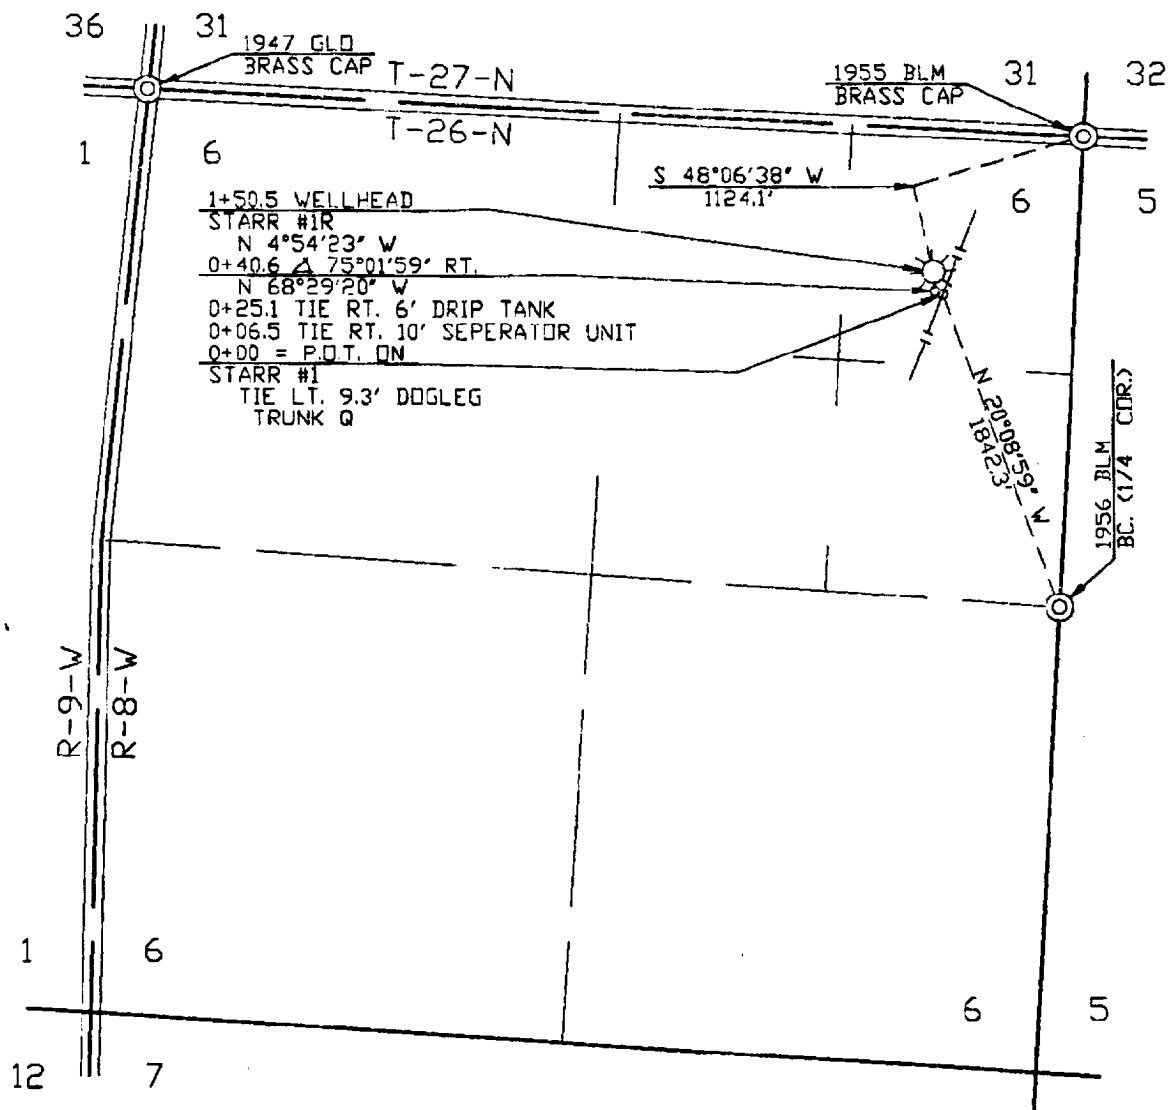 36
31
1947 GLO
BRASS CAP
T-27-N
T-26-N
1955 BLM
BRASS CAP
31
32
1
6
S 48°06'38" W
1124.1'
6
5
1+50.5 WELLHEAD
STARR #1R
N 4°54'23" W
0+40.6 Δ 75°01'59" RT.
N 68°29'20" W
0+25.1 TIE RT. 6' DRIP TANK
0+06.5 TIE RT. 10' SEPERATOR UNIT
0+00 = P.O.T. ON
STARR #1
TIE LT. 9.3' DOGLEG
TRUNK Q
N 20°08'59" W
1842.3'
1956 BLM
BC. (1/4 COR.)
R-9-W
R-8-W
1
6
6
5
12
7